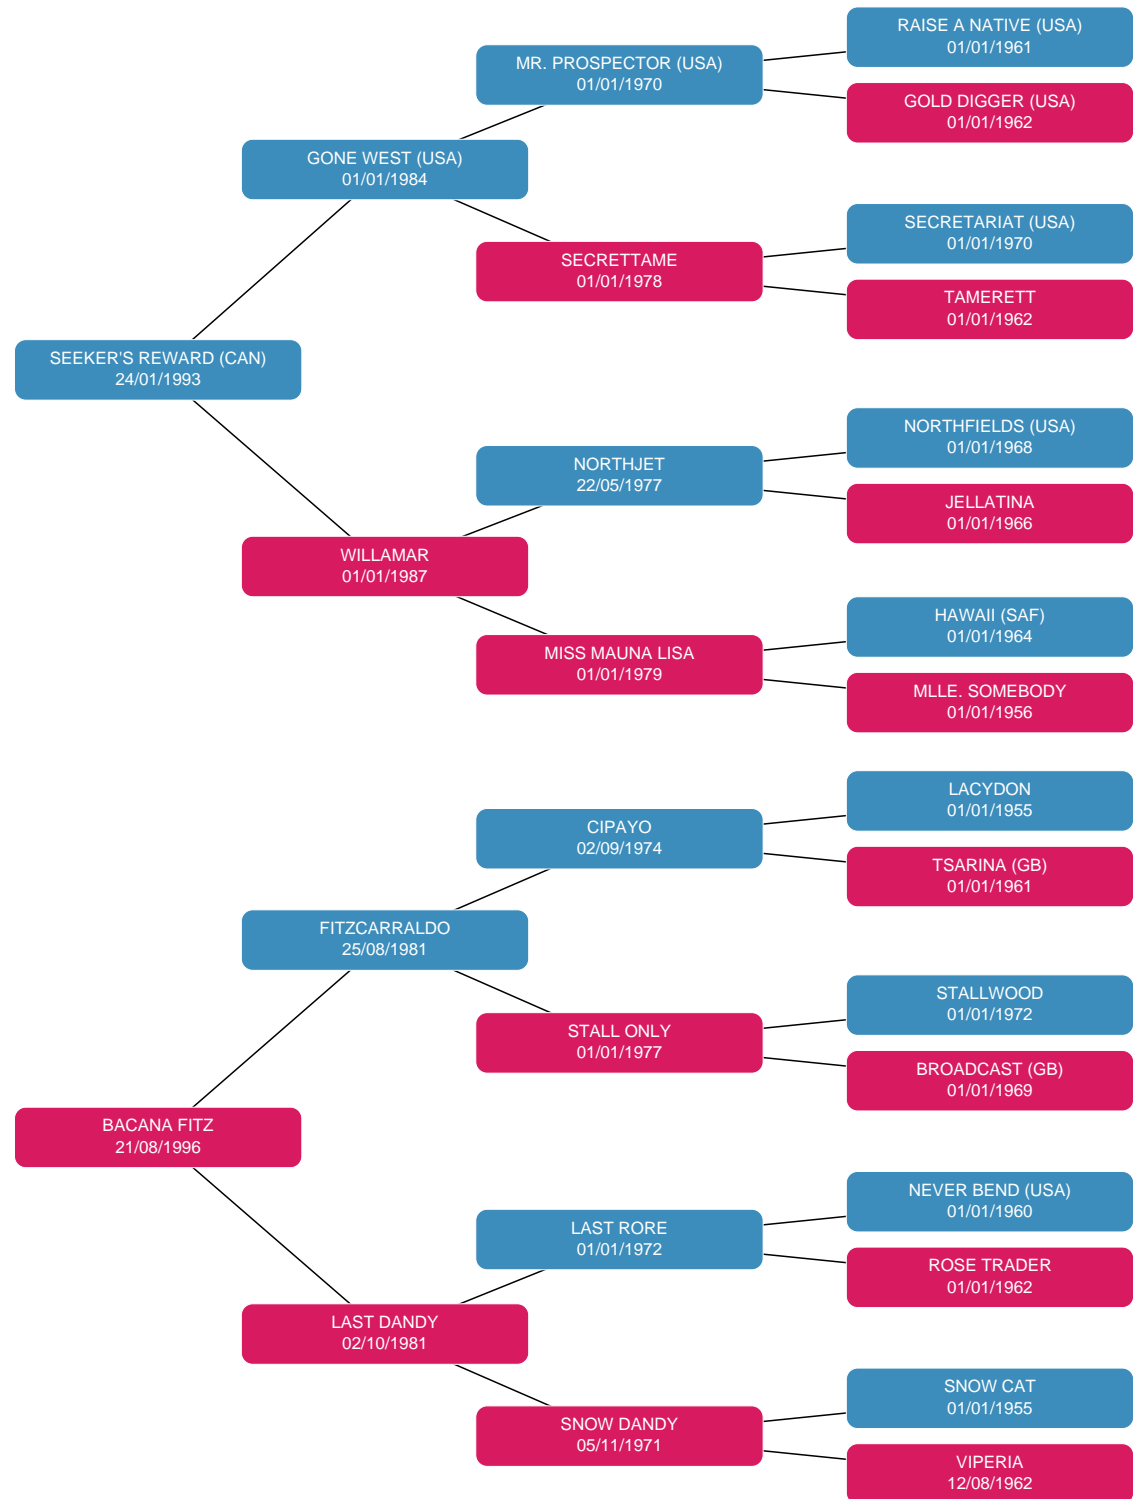 RAISE A NATIVE (USA)
01/01/1961
MR. PROSPECTOR (USA)
01/01/1970
GOLD DIGGER (USA)
01/01/1962
GONE WEST (USA)
01/01/1984
SECRETARIAT (USA)
01/01/1970
SECRETTAME
01/01/1978
TAMERETT
01/01/1962
SEEKER'S REWARD (CAN)
24/01/1993
NORTHFIELDS (USA)
01/01/1968
NORTHJET
22/05/1977
JELLATINA
01/01/1966
WILLAMAR
01/01/1987
HAWAII (SAF)
01/01/1964
MISS MAUNA LISA
01/01/1979
MLLE. SOMEBODY
01/01/1956
LACYDON
01/01/1955
CIPAYO
02/09/1974
TSARINA (GB)
01/01/1961
FITZCARRALDO
25/08/1981
STALLWOOD
01/01/1972
STALL ONLY
01/01/1977
BROADCAST (GB)
01/01/1969
BACANA FITZ
21/08/1996
NEVER BEND (USA)
01/01/1960
LAST RORE
01/01/1972
ROSE TRADER
01/01/1962
LAST DANDY
02/10/1981
SNOW CAT
01/01/1955
SNOW DANDY
05/11/1971
VIPERIA
12/08/1962